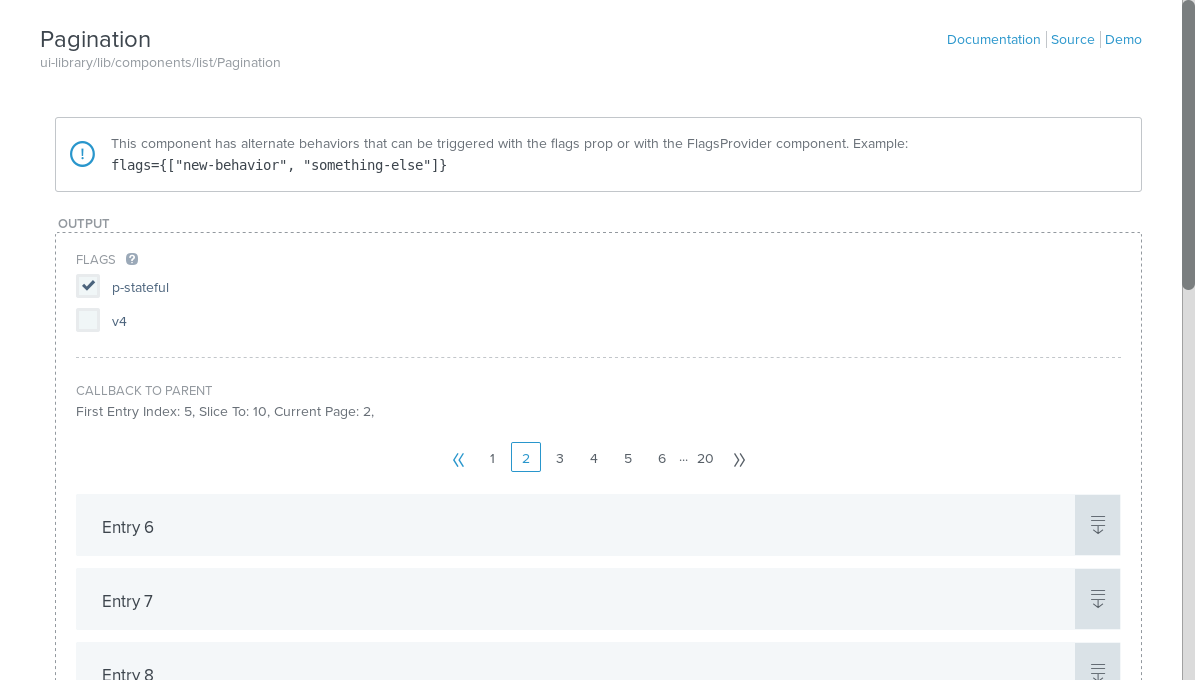 Pagination
Documentation Source Demo
ui-library/lib/components/list/Pagination
This component has alternate behaviors that can be triggered with the flags prop or with the FlagsProvider component. Example:
flags={["new-behavior", "something-else"]}
OUTPUT
FLAGS ?
p-stateful
v4
CALLBACK TO PARENT
First Entry Index: 5, Slice To: 10, Current Page: 2,
1 2 3 4 5 6 ... 20
Entry 6
Entry 7
Entry 8